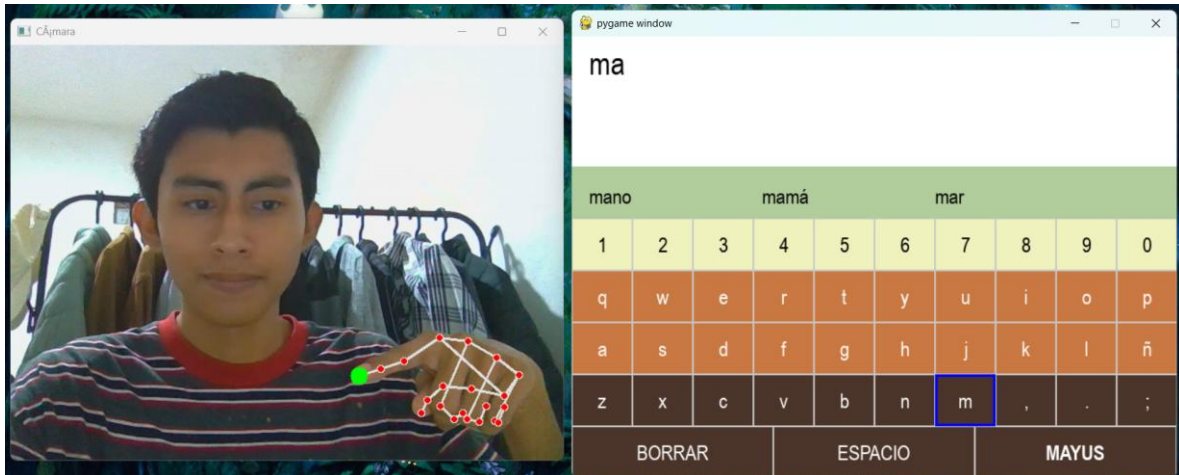 CÃ¡mara
pygame window
ma
mano mamá mar
1 2 3 4 5 6 7 8 9 0
q w e r t y u i o p
a s d f g h j k l ñ
z x c v b n m , . ;
BORRAR ESPACIO MAYUS